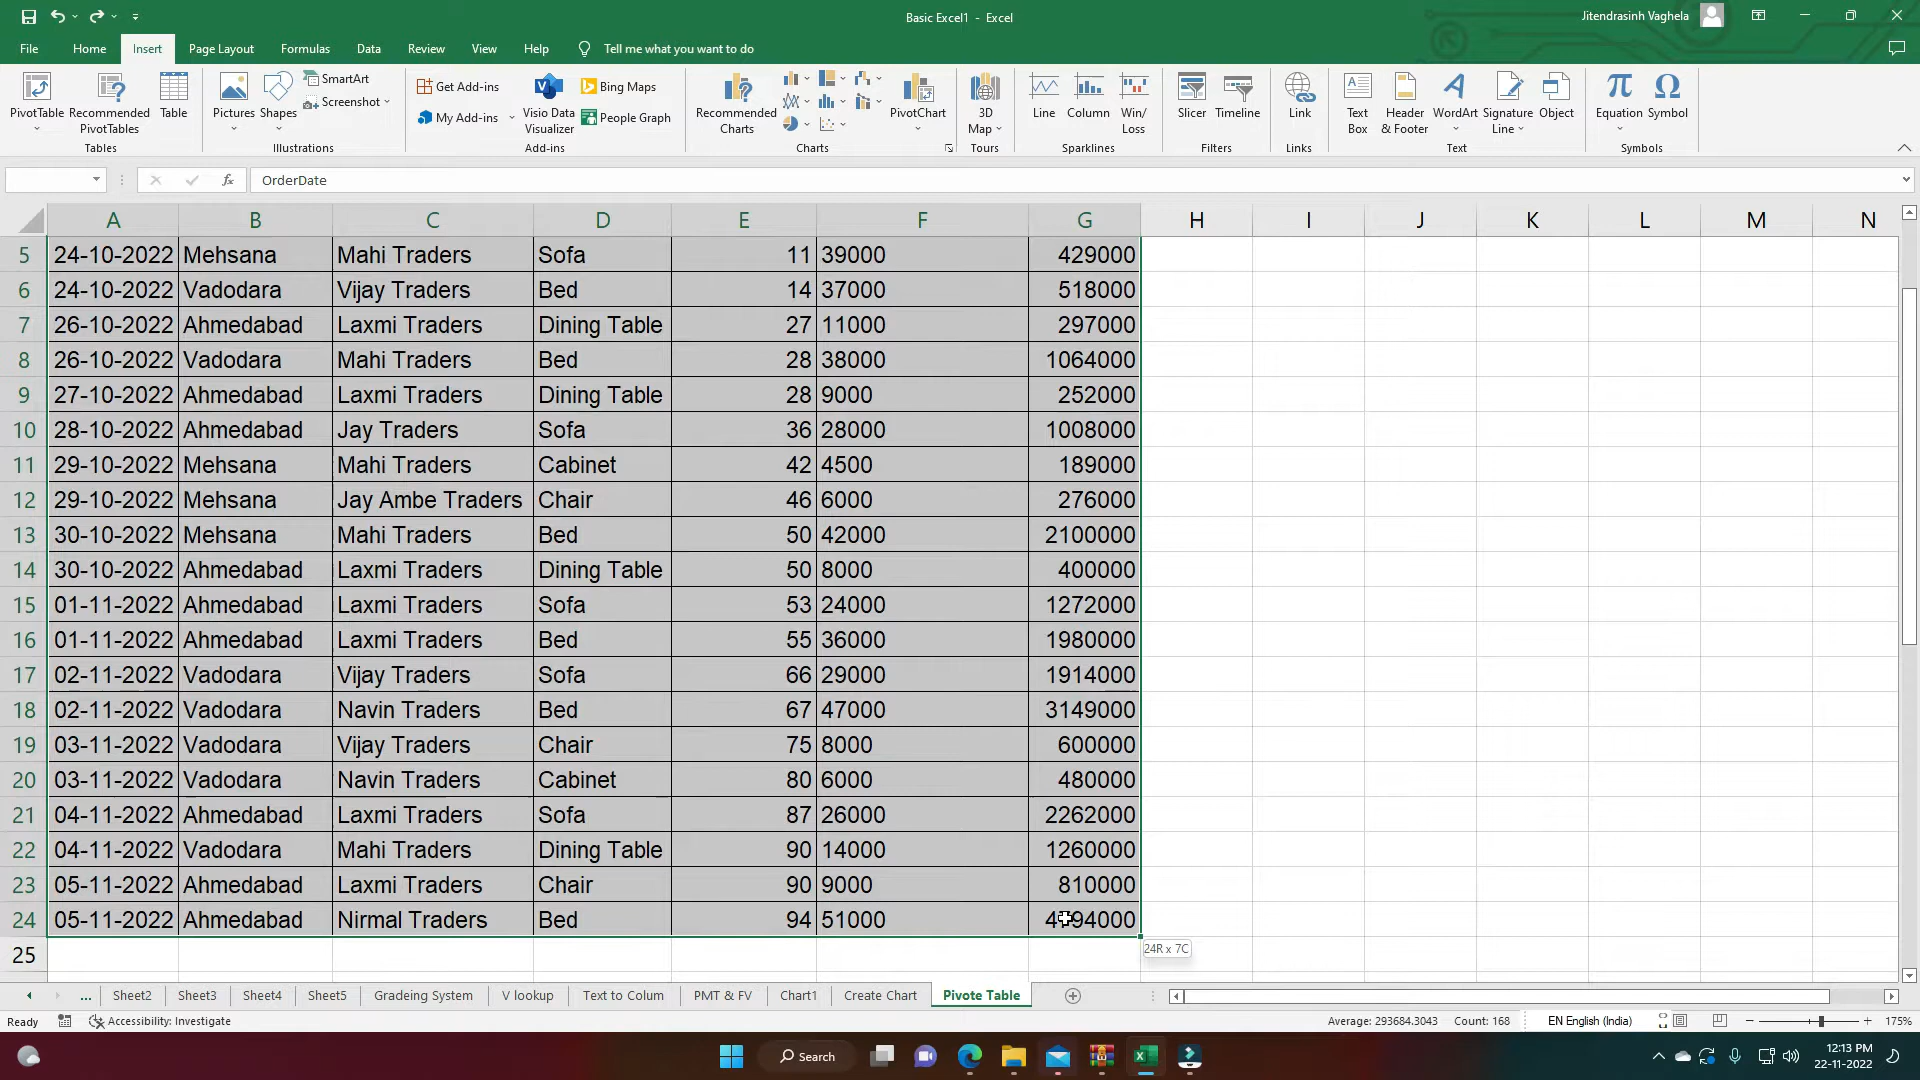 Basic Excel1 - Excel
Jitendrasinh Vaghela
File Home Insert Page Layout Formulas Data Review View Help Tell me what you want to do
PivotTable
Recommended PivotTables
Table
Tables
Pictures
Shapes
SmartArt
Screenshot
Illustrations
Get Add-ins
My Add-ins
Visio Data Visualizer
Bing Maps
People Graph
Add-ins
Recommended Charts
PivotChart
Charts
3D Map
Tours
Line
Column
Win/Loss
Sparklines
Slicer
Timeline
Filters
Link
Links
Text Box
Header & Footer
WordArt
Signature Line
Object
Text
Equation
Symbol
Symbols
fx OrderDate
A B C D E F G H I J K L M N
5 24-10-2022 Mehsana Mahi Traders Sofa 11 39000 429000
6 24-10-2022 Vadodara Vijay Traders Bed 14 37000 518000
7 26-10-2022 Ahmedabad Laxmi Traders Dining Table 27 11000 297000
8 26-10-2022 Vadodara Mahi Traders Bed 28 38000 1064000
9 27-10-2022 Ahmedabad Laxmi Traders Dining Table 28 9000 252000
10 28-10-2022 Ahmedabad Jay Traders Sofa 36 28000 1008000
11 29-10-2022 Mehsana Mahi Traders Cabinet 42 4500 189000
12 29-10-2022 Mehsana Jay Ambe Traders Chair 46 6000 276000
13 30-10-2022 Mehsana Mahi Traders Bed 50 42000 2100000
14 30-10-2022 Ahmedabad Laxmi Traders Dining Table 50 8000 400000
15 01-11-2022 Ahmedabad Laxmi Traders Sofa 53 24000 1272000
16 01-11-2022 Ahmedabad Laxmi Traders Bed 55 36000 1980000
17 02-11-2022 Vadodara Vijay Traders Sofa 66 29000 1914000
18 02-11-2022 Vadodara Navin Traders Bed 67 47000 3149000
19 03-11-2022 Vadodara Vijay Traders Chair 75 8000 600000
20 03-11-2022 Vadodara Navin Traders Cabinet 80 6000 480000
21 04-11-2022 Ahmedabad Laxmi Traders Sofa 87 26000 2262000
22 04-11-2022 Vadodara Mahi Traders Dining Table 90 14000 1260000
23 05-11-2022 Ahmedabad Laxmi Traders Chair 90 9000 810000
24 05-11-2022 Ahmedabad Nirmal Traders Bed 94 51000
25
24R x 7C
... Sheet2 Sheet3 Sheet4 Sheet5 Gradeing System V lookup Text to Colum PMT & FV Chart1 Create Chart Pivote Table
Ready Accessibility: Investigate Average: 293684.3043 Count: 168 EN English (India) 175%
Search
12:13 PM
22-11-2022